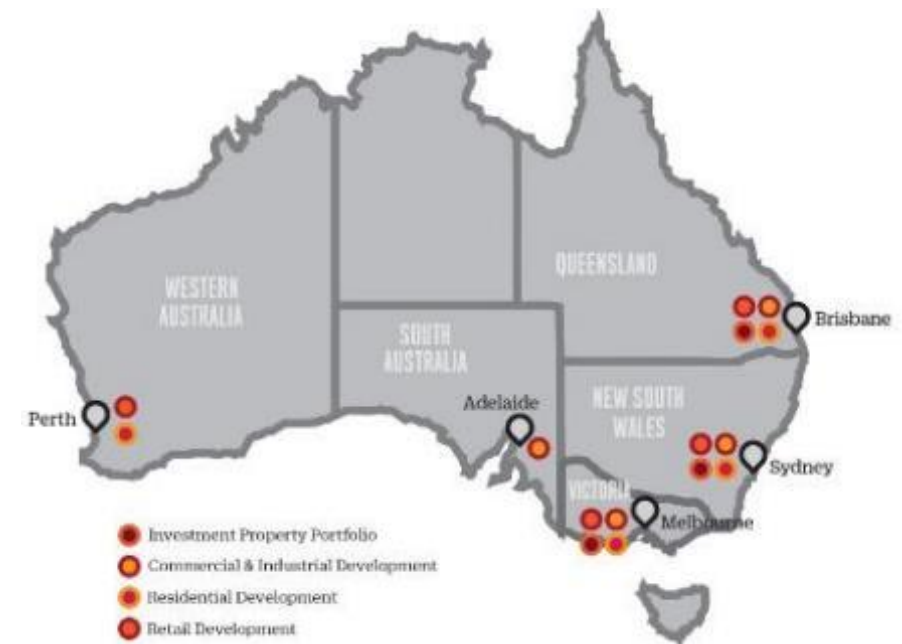 QUEENSLAND
WESTERN
AUSTRALIA
SOUTH
AUSTRALIA
Brisbane
NEW SOUTH
WALES
Adelaide
Perth
Sydney
VICTORIA
Melbourne
Investment Property Portfolio
Commercial & Industrial Development
Residential Development
Retail Development